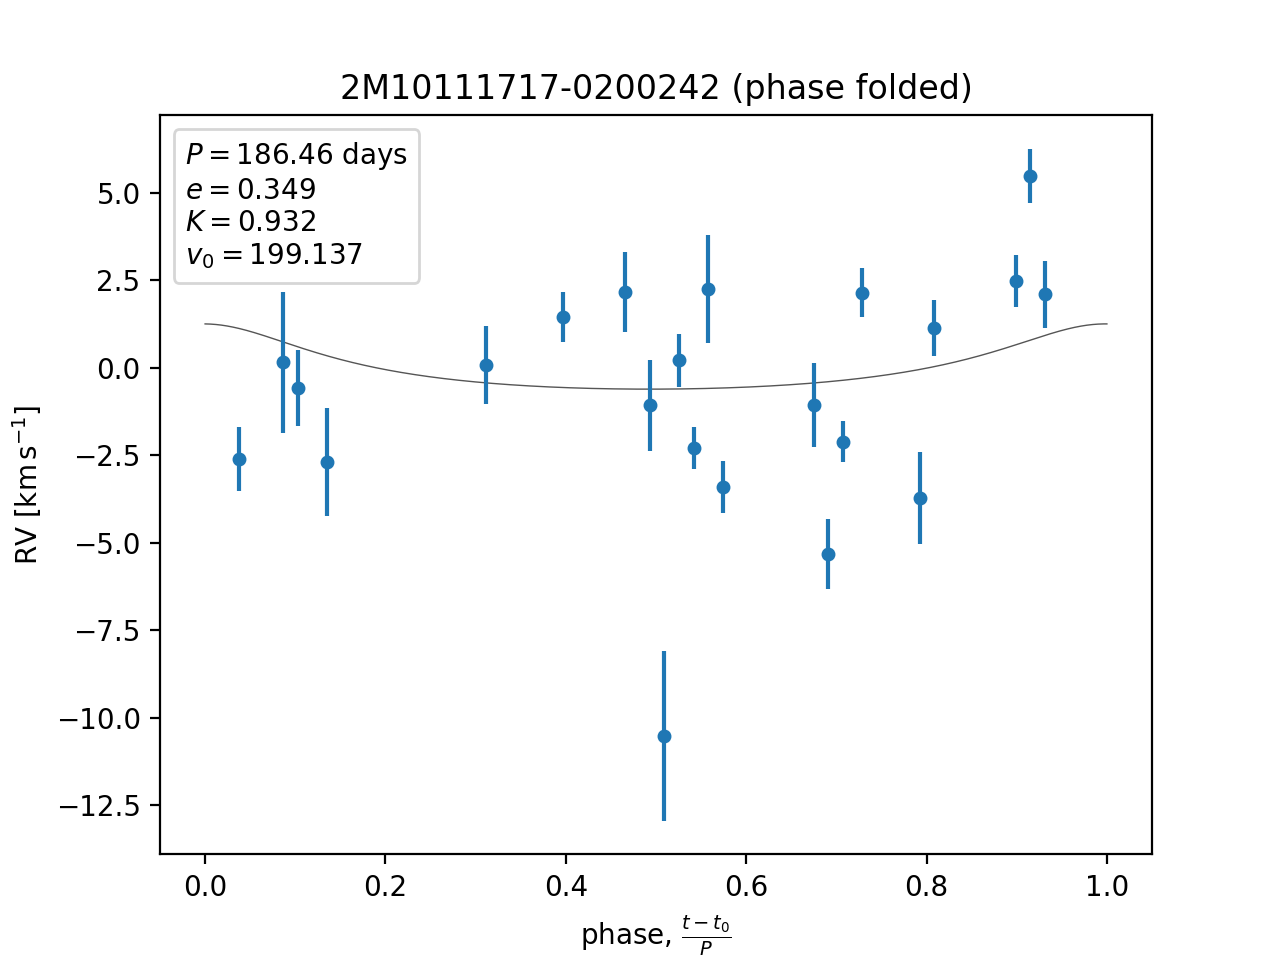 2M10111717-0200242 (phase folded)
P = 186.46 days
e = 0.349
K = 0.932
v₀ = 199.137
5.0
2.5
0.0
−2.5
−5.0
−7.5
−10.0
−12.5
RV [km s⁻¹]
0.0 0.2 0.4 0.6 0.8 1.0
phase, (t − t₀)/P